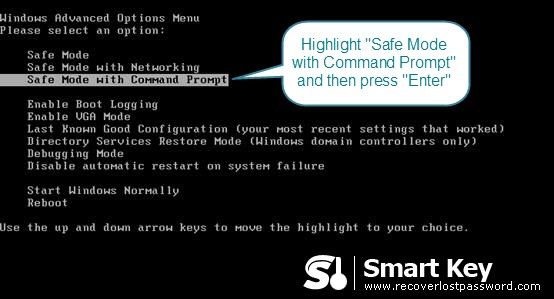 Windows Advanced Options Menu
Please select an option:
Safe Mode
Safe Mode with Networking
Safe Mode with Command Prompt
Highlight "Safe Mode
with Command Prompt"
and then press "Enter"
Enable Boot Logging
Enable VGA Mode
Last Known Good Configuration (your most recent settings that worked)
Directory Services Restore Mode (Windows domain controllers only)
Debugging Mode
Disable automatic restart on system failure
Start Windows Normally
Reboot
Use the up and down arrow keys to move the highlight to your choice.
Smart Key
www.recoverlostpassword.com